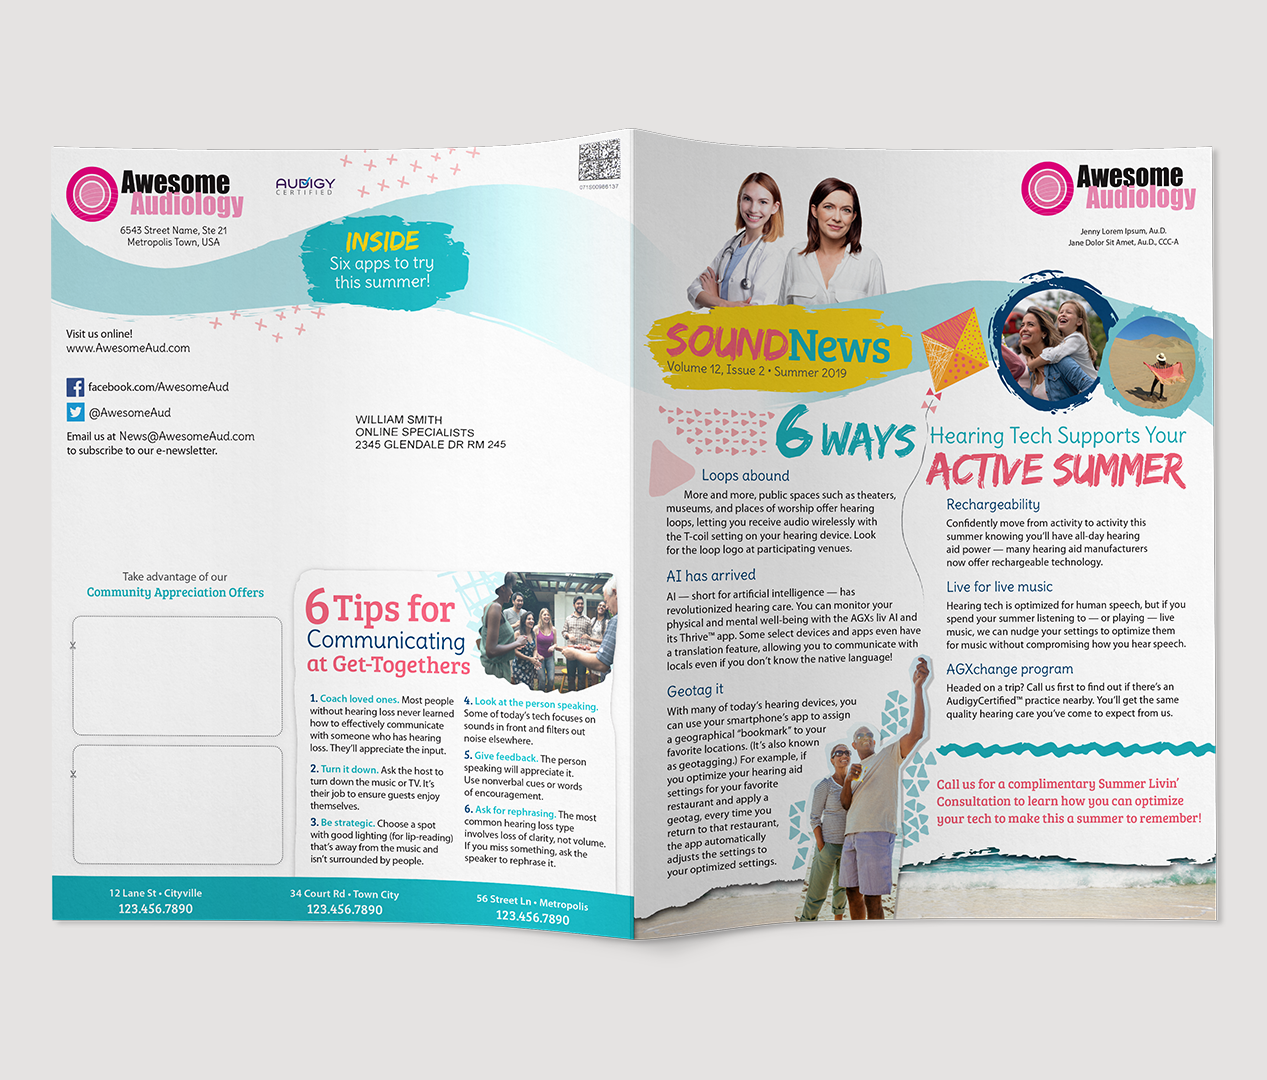 Awesome
Audiology
6543 Street Name, Ste 21
Metropolis Town, USA
AUDIGY
CERTIFIED
071800986137
INSIDE
Six apps to try
this summer!
Visit us online!
www.AwesomeAud.com
facebook.com/AwesomeAud
@AwesomeAud
Email us at News@AwesomeAud.com
to subscribe to our e-newsletter.
WILLIAM SMITH
ONLINE SPECIALISTS
2345 GLENDALE DR RM 245
Take advantage of our
Community Appreciation Offers
6 Tips for
Communicating
at Get-Togethers
1. Coach loved ones. Most people
without hearing loss never learned
how to effectively communicate
with someone who has hearing
loss. They'll appreciate the input.
2. Turn it down. Ask the host to
turn down the music or TV. It's
their job to ensure guests enjoy
themselves.
3. Be strategic. Choose a spot
with good lighting (for lip-reading)
that's away from the music and
isn't surrounded by people.
4. Look at the person speaking.
Some of today's tech focuses on
sounds in front and filters out
noise elsewhere.
5. Give feedback. The person
speaking will appreciate it.
Use nonverbal cues or words
of encouragement.
6. Ask for rephrasing. The most
common hearing loss type
involves loss of clarity, not volume.
If you miss something, ask the
speaker to rephrase it.
12 Lane St • Cityville
123.456.7890
34 Court Rd • Town City
123.456.7890
56 Street Ln • Metropolis
123.456.7890
Awesome
Audiology
Jenny Lorem Ipsum, Au.D.
Jane Dolor Sit Amet, Au.D., CCC-A
SOUNDNews
Volume 12, Issue 2 • Summer 2019
6 WAYS Hearing Tech Supports Your
ACTIVE SUMMER
Loops abound
More and more, public spaces such as theaters,
museums, and places of worship offer hearing
loops, letting you receive audio wirelessly with
the T-coil setting on your hearing device. Look
for the loop logo at participating venues.
AI has arrived
AI — short for artificial intelligence — has
revolutionized hearing care. You can monitor your
physical and mental well-being with the AGXs liv AI and
its Thrive™ app. Some select devices and apps even have
a translation feature, allowing you to communicate with
locals even if you don't know the native language!
Geotag it
With many of today's hearing devices, you
can use your smartphone's app to assign
a geographical "bookmark" to your
favorite locations. (It's also known
as geotagging.) For example, if
you optimize your hearing aid
settings for your favorite
restaurant and apply a
geotag, every time you
return to that restaurant,
the app automatically
adjusts the settings to
your optimized settings.
Rechargeability
Confidently move from activity to activity this
summer knowing you'll have all-day hearing
aid power — many hearing aid manufacturers
now offer rechargeable technology.
Live for live music
Hearing tech is optimized for human speech, but if you
spend your summer listening to — or playing — live
music, we can nudge your settings to optimize them
for music without compromising how you hear speech.
AGXchange program
Headed on a trip? Call us first to find out if there's an
AudigyCertified™ practice nearby. You'll get the same
quality hearing care you've come to expect from us.
Call us for a complimentary Summer Livin'
Consultation to learn how you can optimize
your tech to make this a summer to remember!